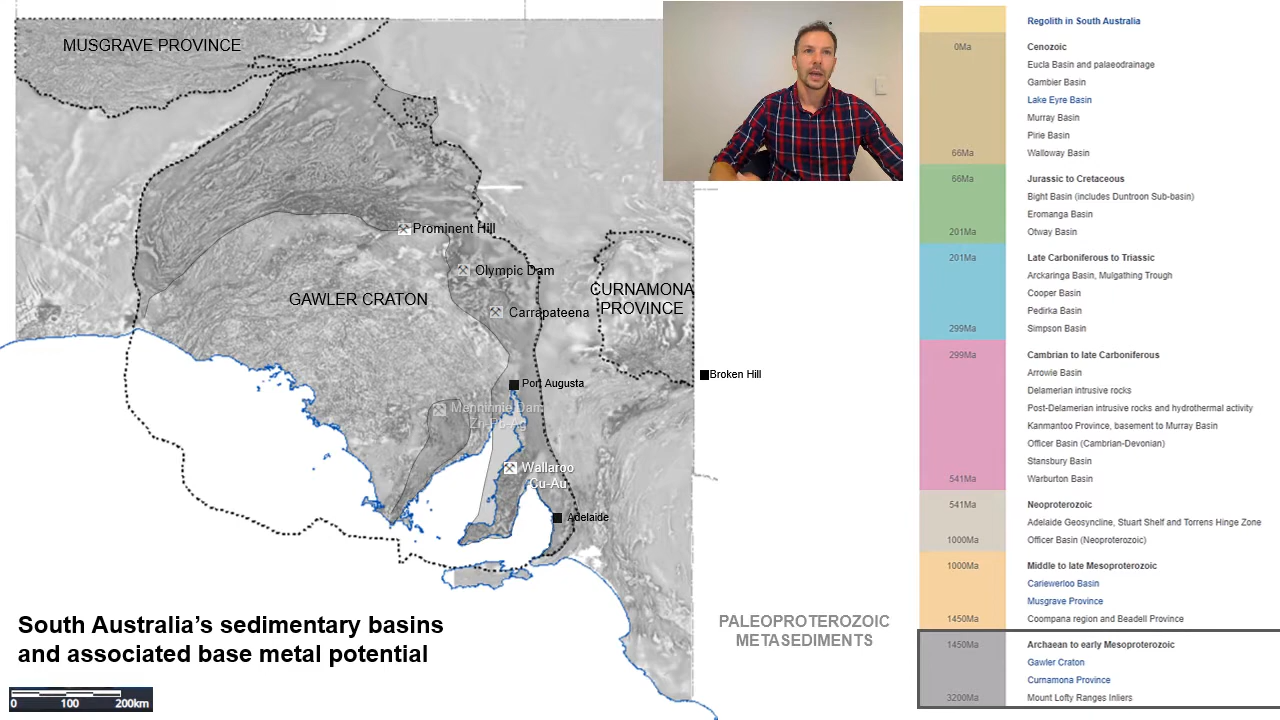 MUSGRAVE PROVINCE
Prominent Hill
Olympic Dam
GAWLER CRATON
Carrapateena
CURNAMONA
PROVINCE
Broken Hill
Port Augusta
Menninnie Dam
Zn-Pb-Ag
Wallaroo
Cu-Au
Adelaide
South Australia’s sedimentary basins
and associated base metal potential
0 100 200km
PALEOPROTEROZOIC
METASEDIMENTS
Regolith in South Australia
0Ma Cenozoic
Eucla Basin and palaeodrainage
Gambier Basin
Lake Eyre Basin
Murray Basin
Pirie Basin
66Ma Walloway Basin
66Ma Jurassic to Cretaceous
Bight Basin (includes Duntroon Sub-basin)
Eromanga Basin
201Ma Otway Basin
201Ma Late Carboniferous to Triassic
Arckaringa Basin, Mulgathing Trough
Cooper Basin
Pedirka Basin
299Ma Simpson Basin
299Ma Cambrian to late Carboniferous
Arrowie Basin
Delamerian intrusive rocks
Post-Delamerian intrusive rocks and hydrothermal activity
Kanmantoo Province, basement to Murray Basin
Officer Basin (Cambrian-Devonian)
Stansbury Basin
541Ma Warburton Basin
541Ma Neoproterozoic
Adelaide Geosyncline, Stuart Shelf and Torrens Hinge Zone
1000Ma Officer Basin (Neoproterozoic)
1000Ma Middle to late Mesoproterozoic
Cariewerloo Basin
Musgrave Province
1450Ma Coompana region and Beadell Province
1450Ma Archaean to early Mesoproterozoic
Gawler Craton
Curnamona Province
3200Ma Mount Lofty Ranges Inliers